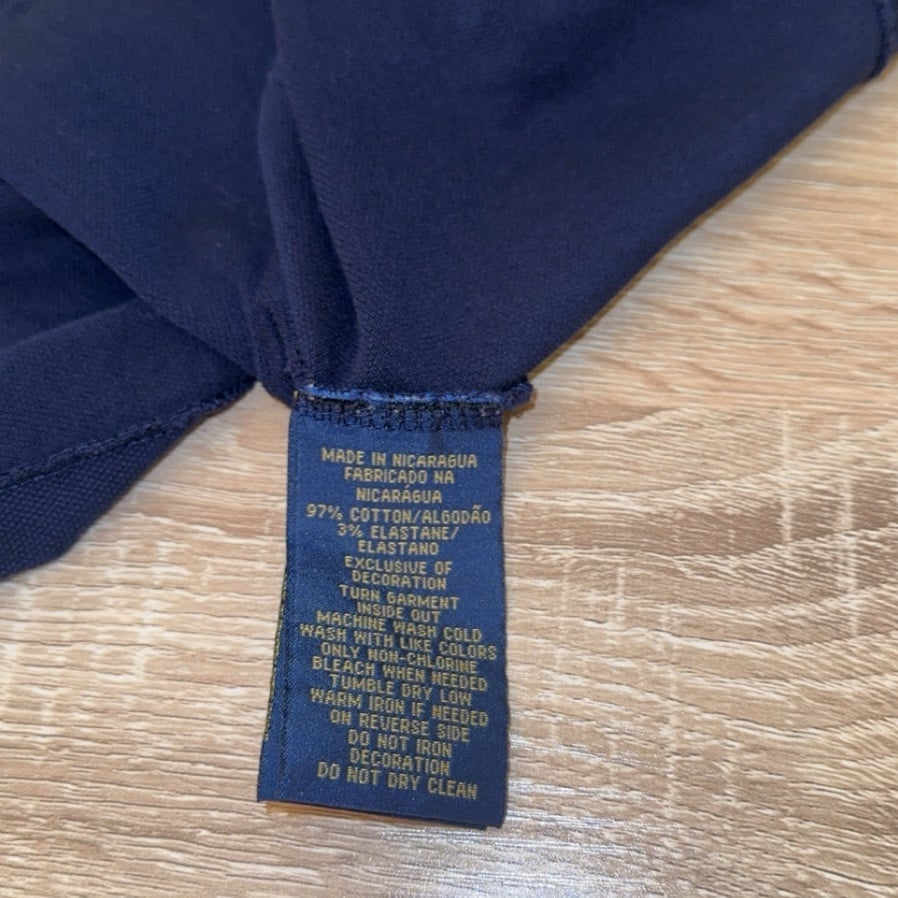 MADE IN NICARAGUA
FABRICADO NA
NICARÁGUA
97% COTTON/ALGODÃO
3% ELASTANE/
ELASTANO
EXCLUSIVE OF
DECORATION
TURN GARMENT
INSIDE OUT
MACHINE WASH COLD
WASH WITH LIKE COLORS
ONLY NON-CHLORINE
BLEACH WHEN NEEDED
TUMBLE DRY LOW
WARM IRON IF NEEDED
ON REVERSE SIDE
DO NOT IRON
DECORATION
DO NOT DRY CLEAN